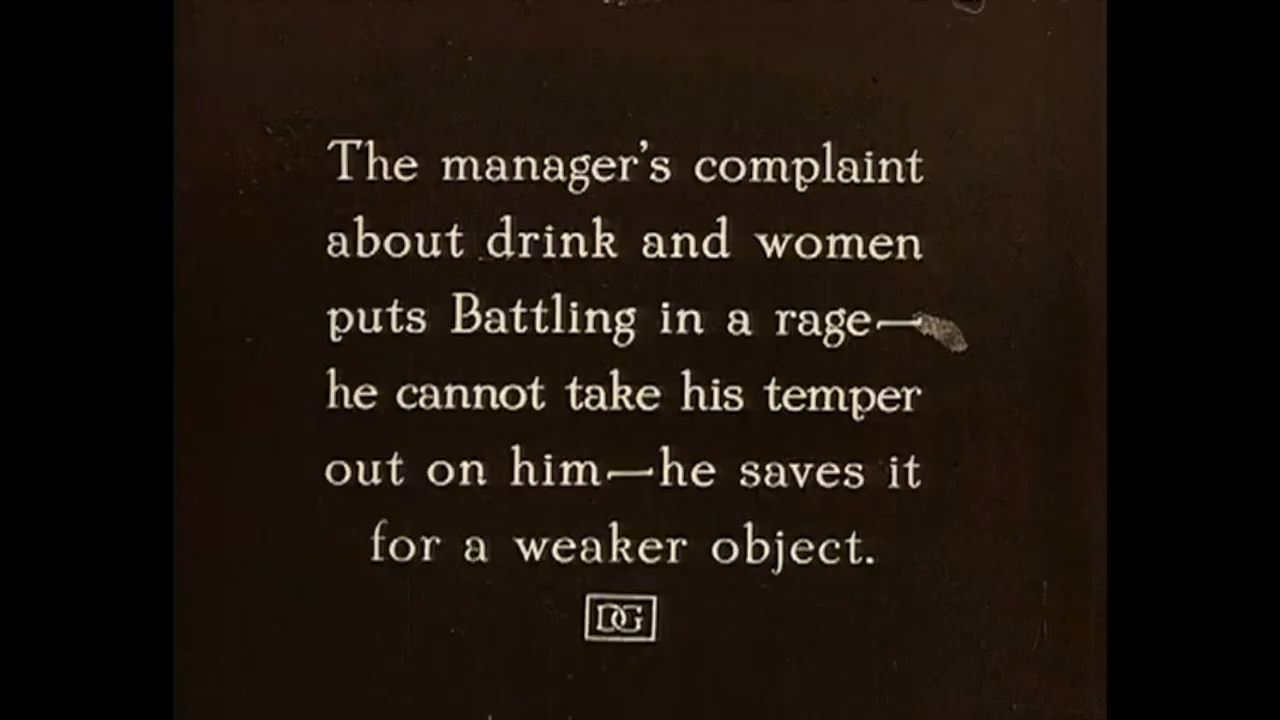 The manager's complaint
about drink and women
puts Battling in a rage—
he cannot take his temper
out on him—he saves it
for a weaker object.
DG